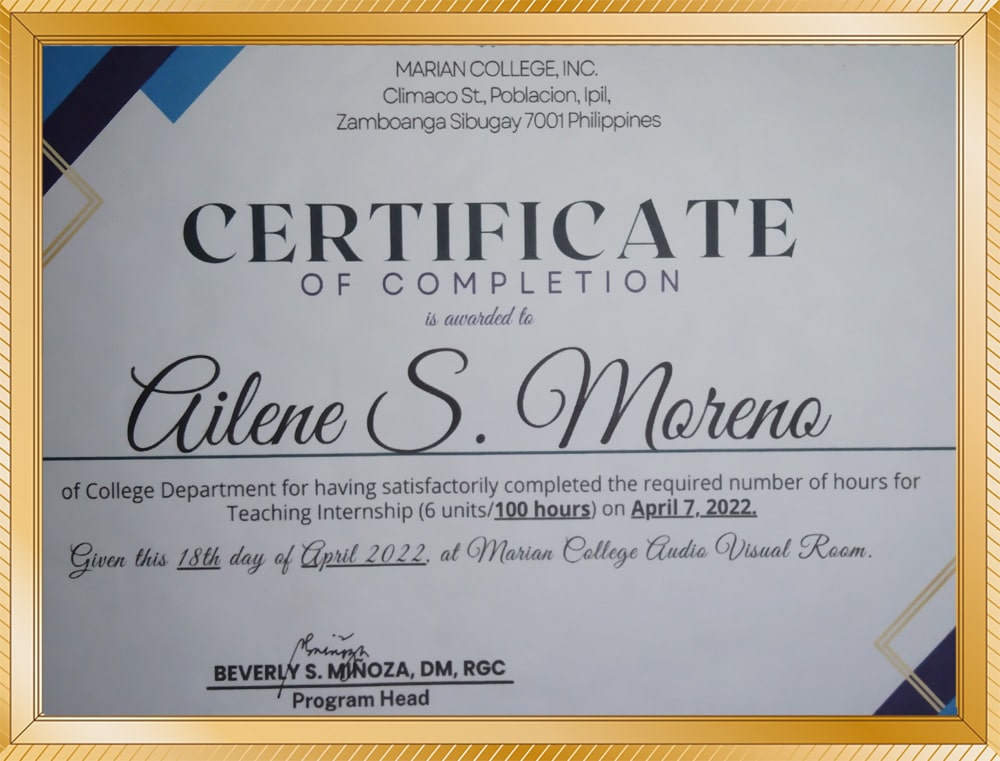 MARIAN COLLEGE, INC.
Climaco St., Poblacion, Ipil,
Zamboanga Sibugay 7001 Philippines
CERTIFICATE
OF COMPLETION
is awarded to
Ailene S. Moreno
of College Department for having satisfactorily completed the required number of hours for
Teaching Internship (6 units/100 hours) on April 7, 2022.
Given this 18th day of April 2022, at Marian College Audio Visual Room.
BEVERLY S. MIÑOZA, DM, RGC
Program Head